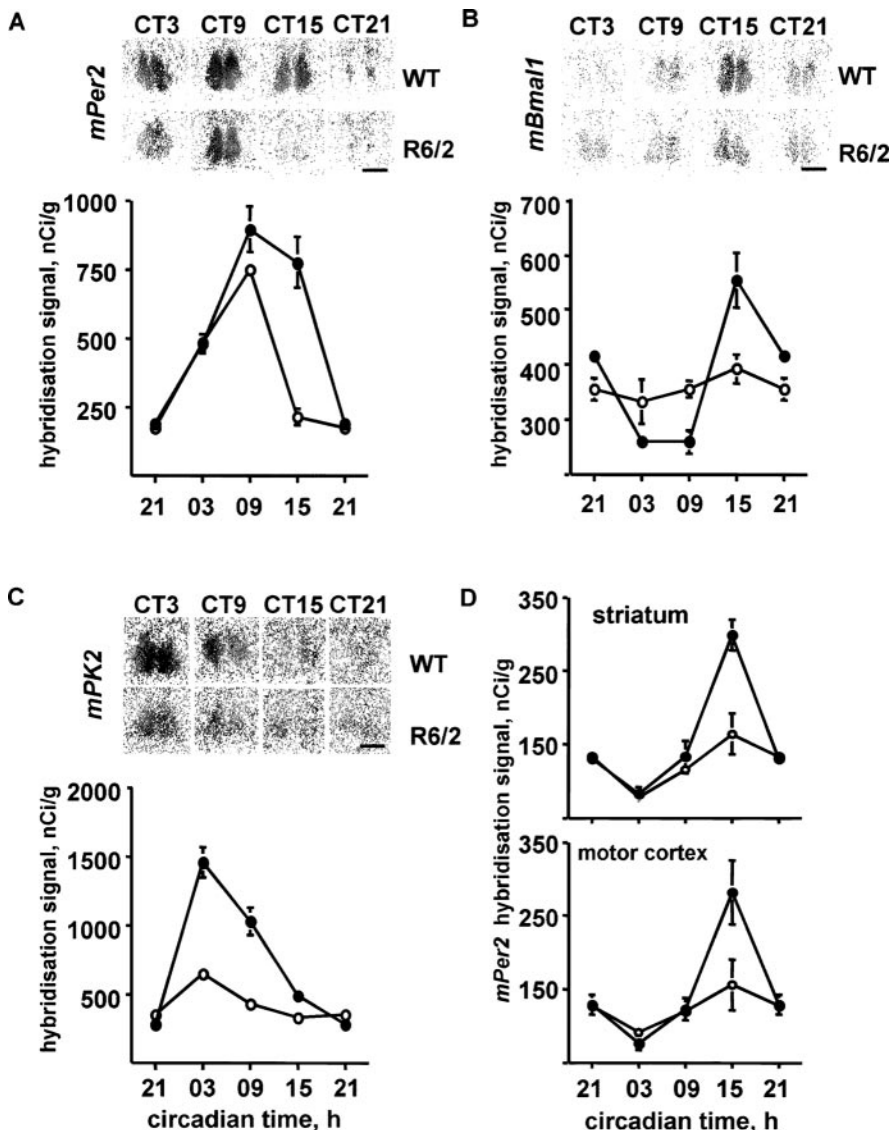 A
CT3 CT9 CT15 CT21
mPer2
WT
R6/2
hybridisation signal, nCi/g
1000
750
500
250
21 03 09 15 21
B
CT3 CT9 CT15 CT21
mBmal1
WT
R6/2
hybridisation signal, nCi/g
700
600
500
400
300
21 03 09 15 21
C
CT3 CT9 CT15 CT21
mPK2
WT
R6/2
hybridisation signal, nCi/g
2000
1500
1000
500
21 03 09 15 21
circadian time, h
D
striatum
mPer2 hybridisation signal, nCi/g
350
250
150
motor cortex
350
250
150
21 03 09 15 21
circadian time, h